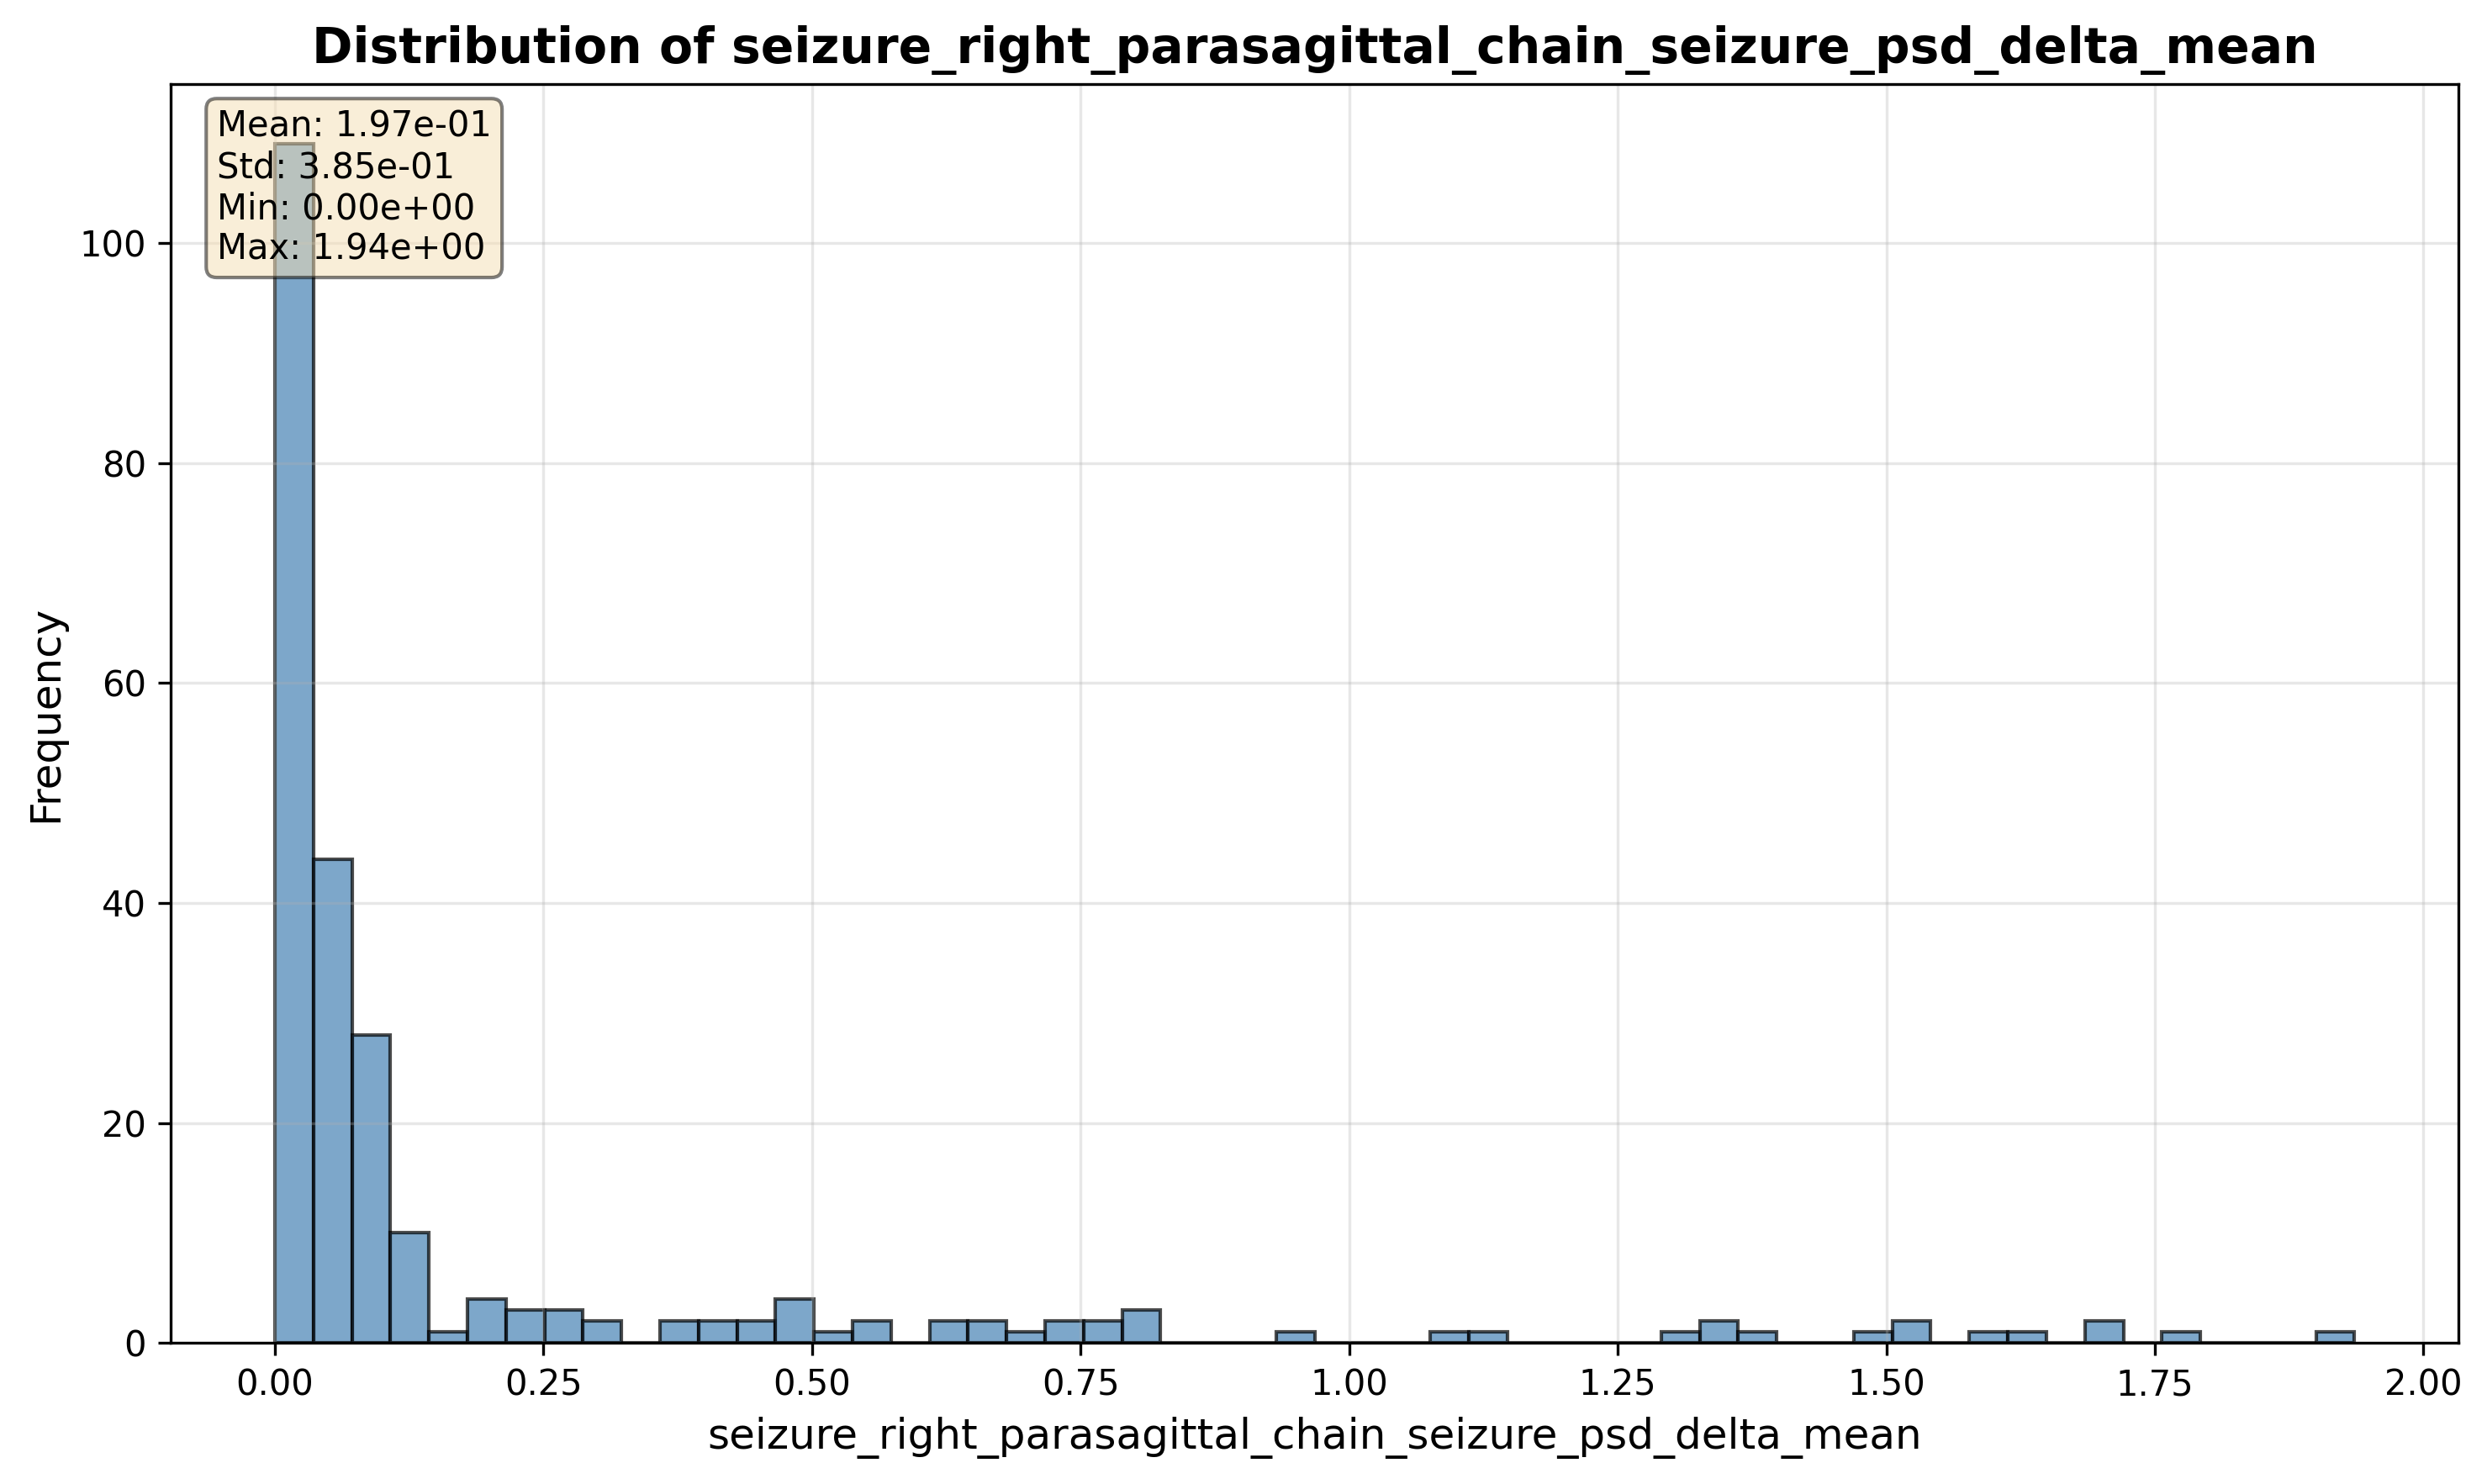 Distribution of seizure_right_parasagittal_chain_seizure_psd_delta_mean
Mean: 1.97e-01
Std: 3.85e-01
Min: 0.00e+00
Max: 1.94e+00
Frequency
100
80
60
40
20
0
0.00 0.25 0.50 0.75 1.00 1.25 1.50 1.75 2.00
seizure_right_parasagittal_chain_seizure_psd_delta_mean